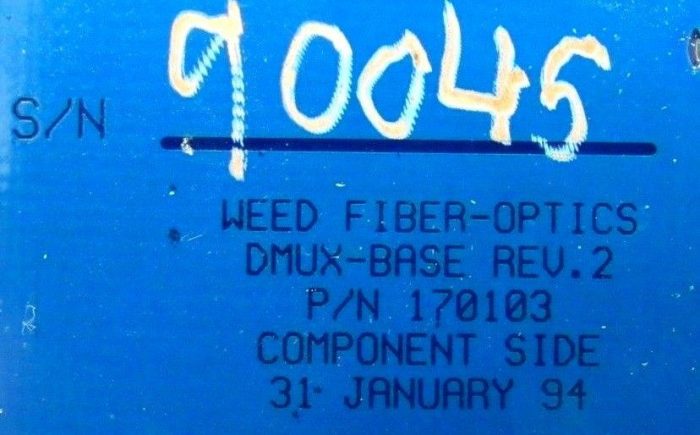 S/N 90045
WEED FIBER-OPTICS
DMUX-BASE REV.2
P/N 170103
COMPONENT SIDE
31 JANUARY 94